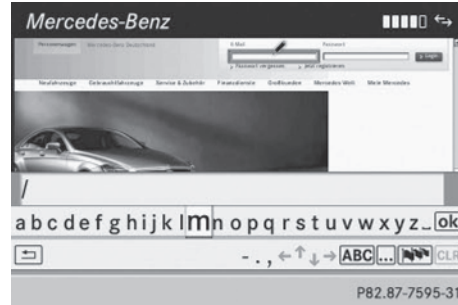 Mercedes-Benz
Personenwagen Mercedes-Benz Deutschland E-Mail Passwort
Passwort vergessen Jetzt registrieren Login
Neufahrzeuge Gebrauchtfahrzeuge Service & Zubehör Finanzdienste Großkunden Mercedes Welt Mein Mercedes
/
a b c d e f g h i j k l m n o p q r s t u v w x y z _ ok
- . , ← ↑ ↓ → ABC ... CLR
P82.87-7595-31